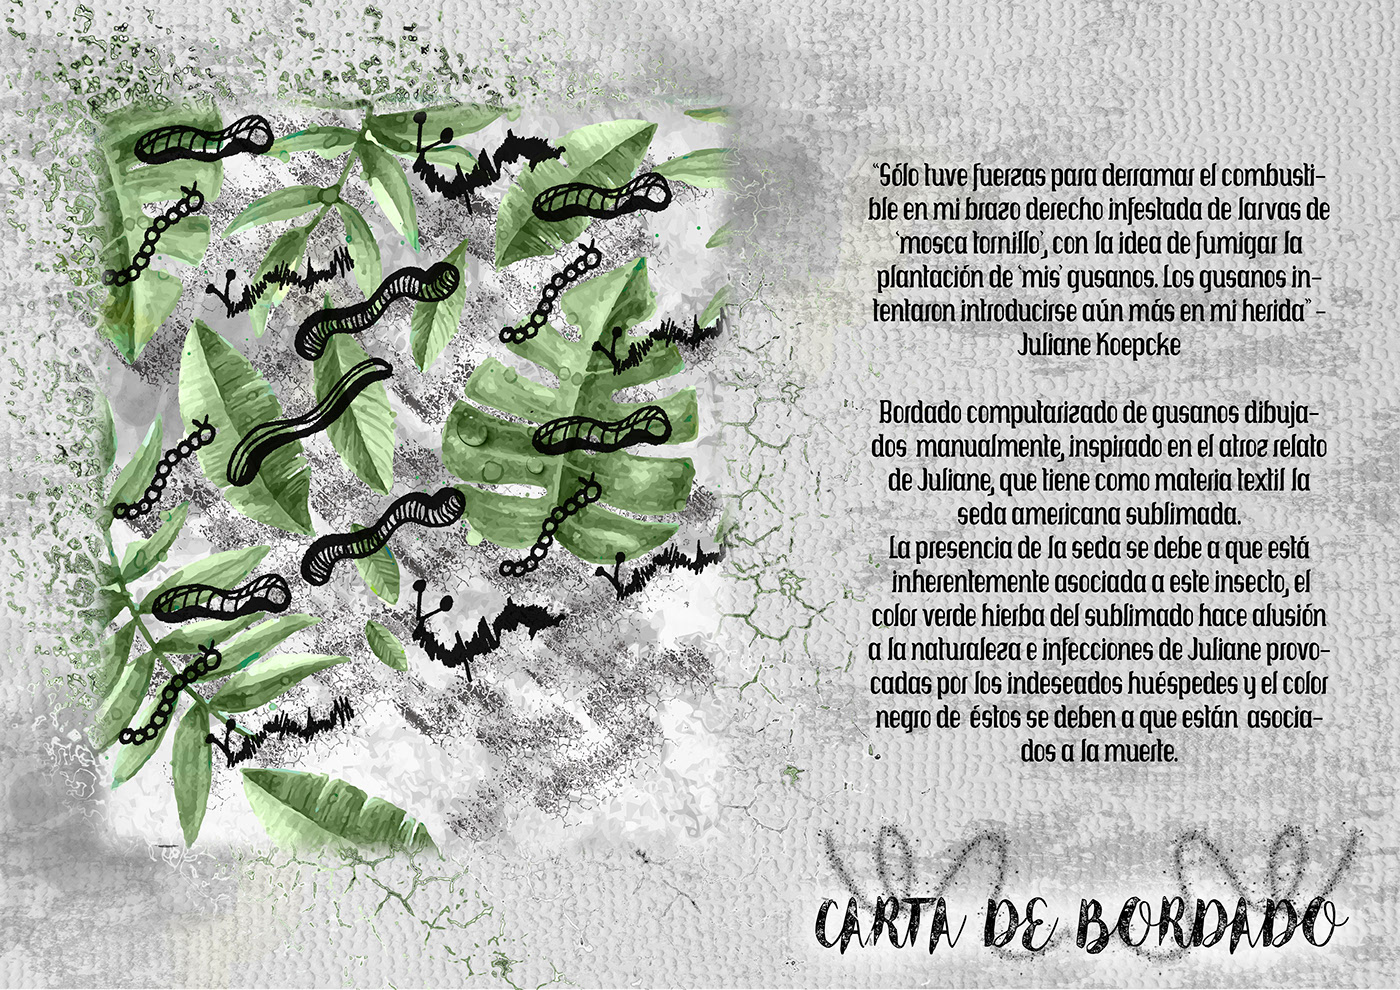 “Sólo tuve fuerzas para derramar el combusti-
ble en mi brazo derecho infestada de larvas de
‘mosca tornillo’, con la idea de fumigar la
plantación de ‘mis’ gusanos. Los gusanos in-
tentaron introducirse aún más en mi herida” -
Juliane Koepcke
Bordado computarizado de gusanos dibuja-
dos manualmente, inspirado en el atroz relato
de Juliane, que tiene como materia textil la
seda americana sublimada.
La presencia de la seda se debe a que está
inherentemente asociada a este insecto, el
color verde hierba del sublimado hace alusión
a la naturaleza e infecciones de Juliane provo-
cadas por los indeseados huéspedes y el color
negro de éstos se deben a que están asocia-
dos a la muerte.
CARTA DE BORDADO